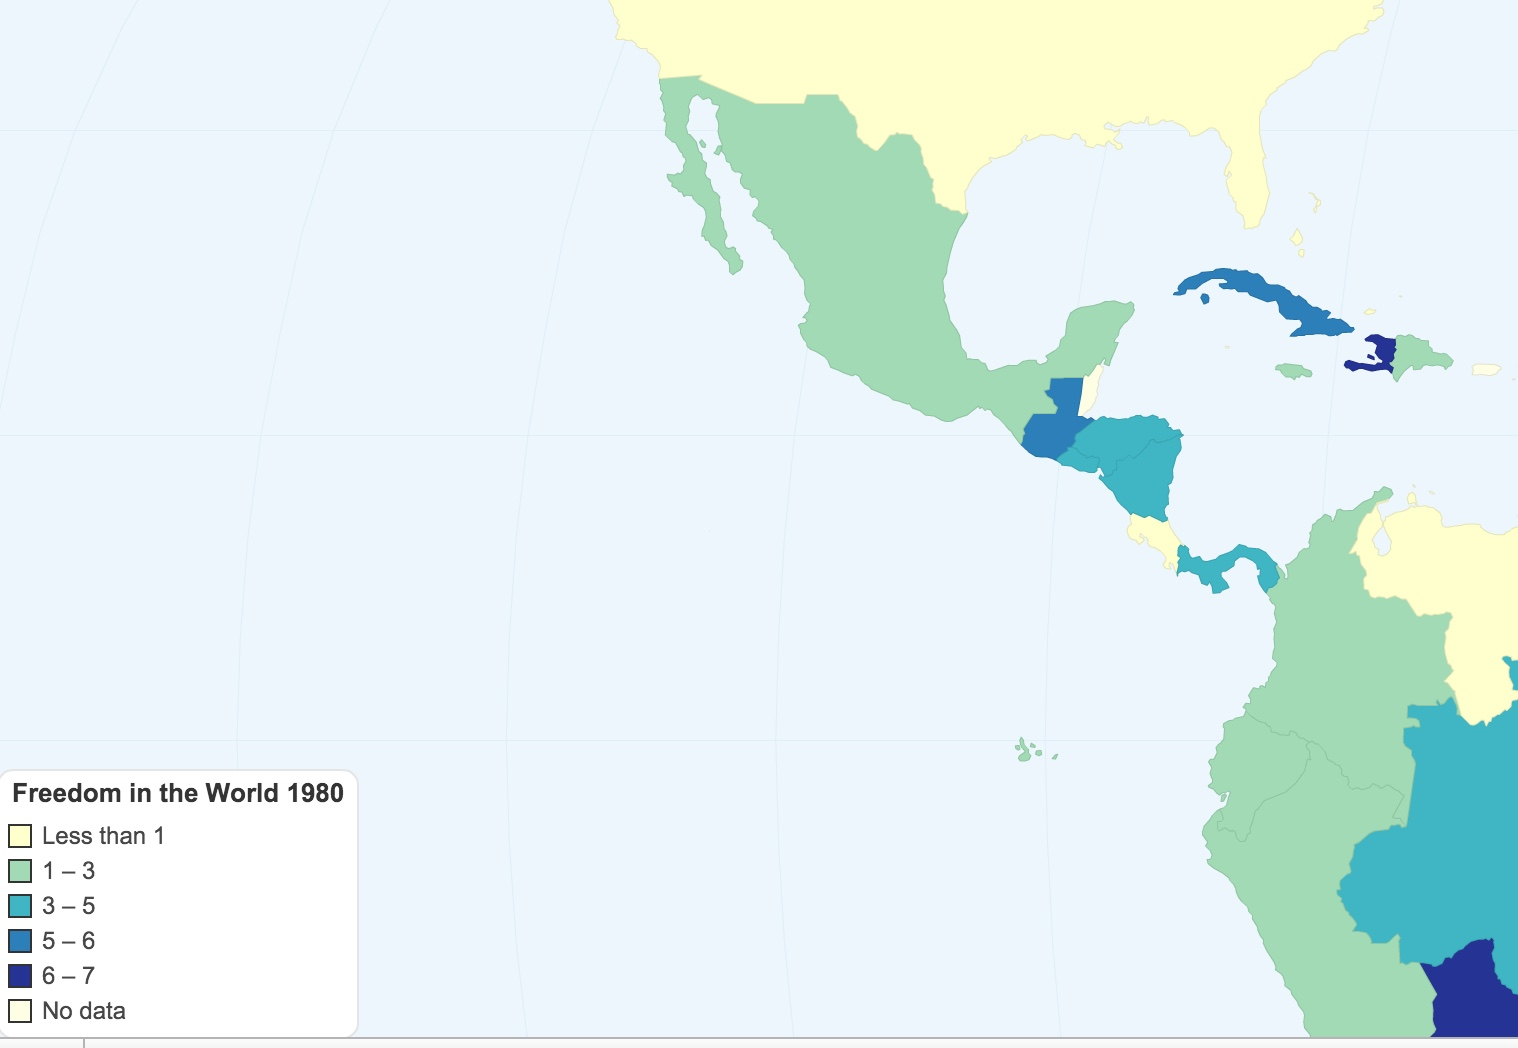 Freedom in the World 1980
Less than 1
1 – 3
3 – 5
5 – 6
6 – 7
No data